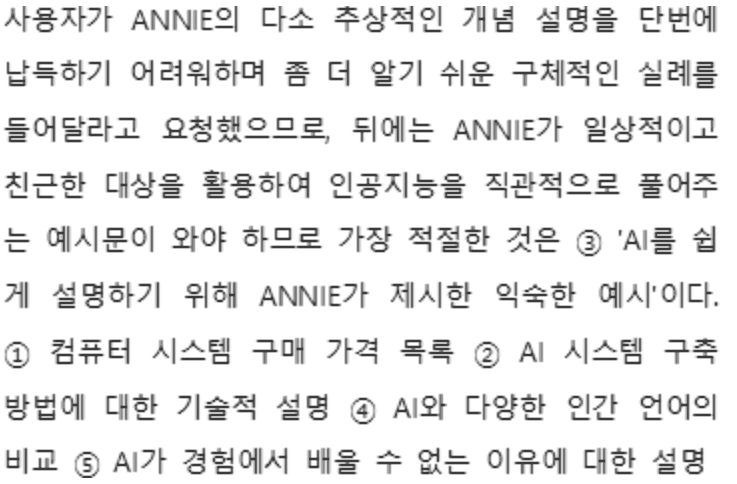 사용자가 ANNIE의 다소 추상적인 개념 설명을 단번에
납득하기 어려워하며 좀 더 알기 쉬운 구체적인 실례를
들어달라고 요청했으므로, 뒤에는 ANNIE가 일상적이고
친근한 대상을 활용하여 인공지능을 직관적으로 풀어주
는 예시문이 와야 하므로 가장 적절한 것은 ③ 'AI를 쉽
게 설명하기 위해 ANNIE가 제시한 익숙한 예시'이다.
① 컴퓨터 시스템 구매 가격 목록 ② AI 시스템 구축
방법에 대한 기술적 설명 ④ AI와 다양한 인간 언어의
비교 ⑤ AI가 경험에서 배울 수 없는 이유에 대한 설명